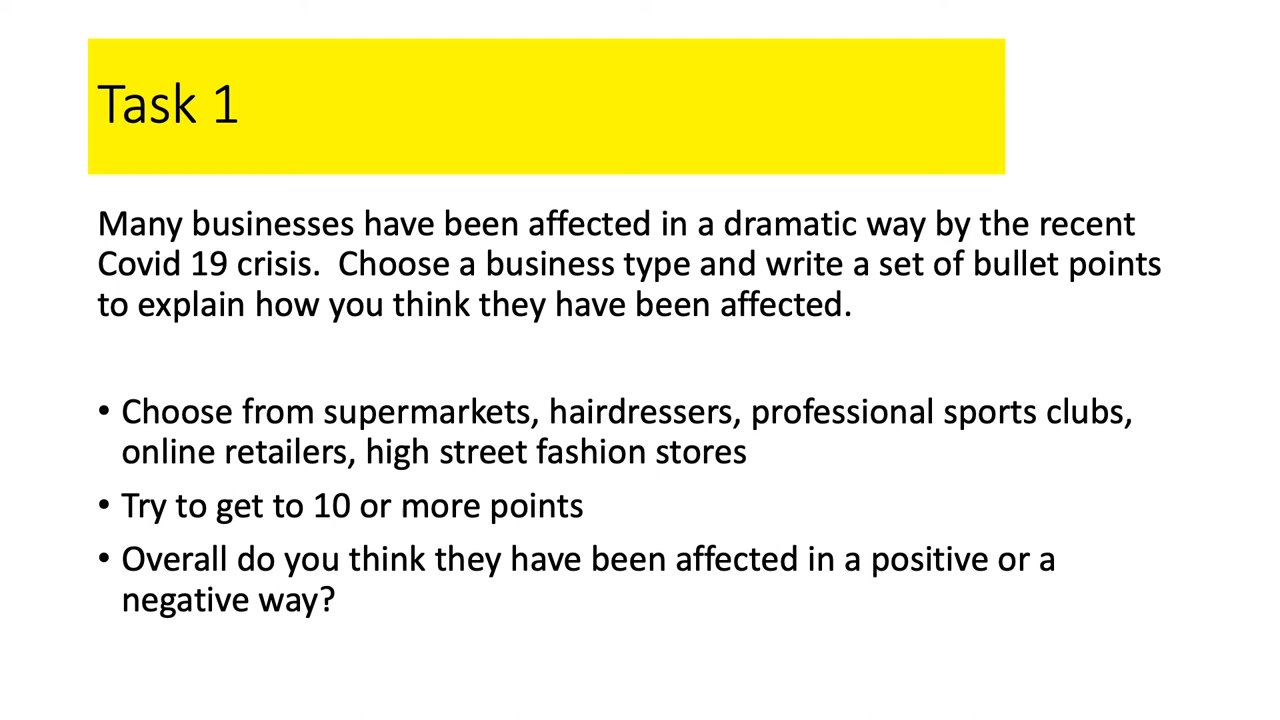 Task 1
Many businesses have been affected in a dramatic way by the recent
Covid 19 crisis.  Choose a business type and write a set of bullet points
to explain how you think they have been affected.
• Choose from supermarkets, hairdressers, professional sports clubs,
online retailers, high street fashion stores
• Try to get to 10 or more points
• Overall do you think they have been affected in a positive or a
negative way?